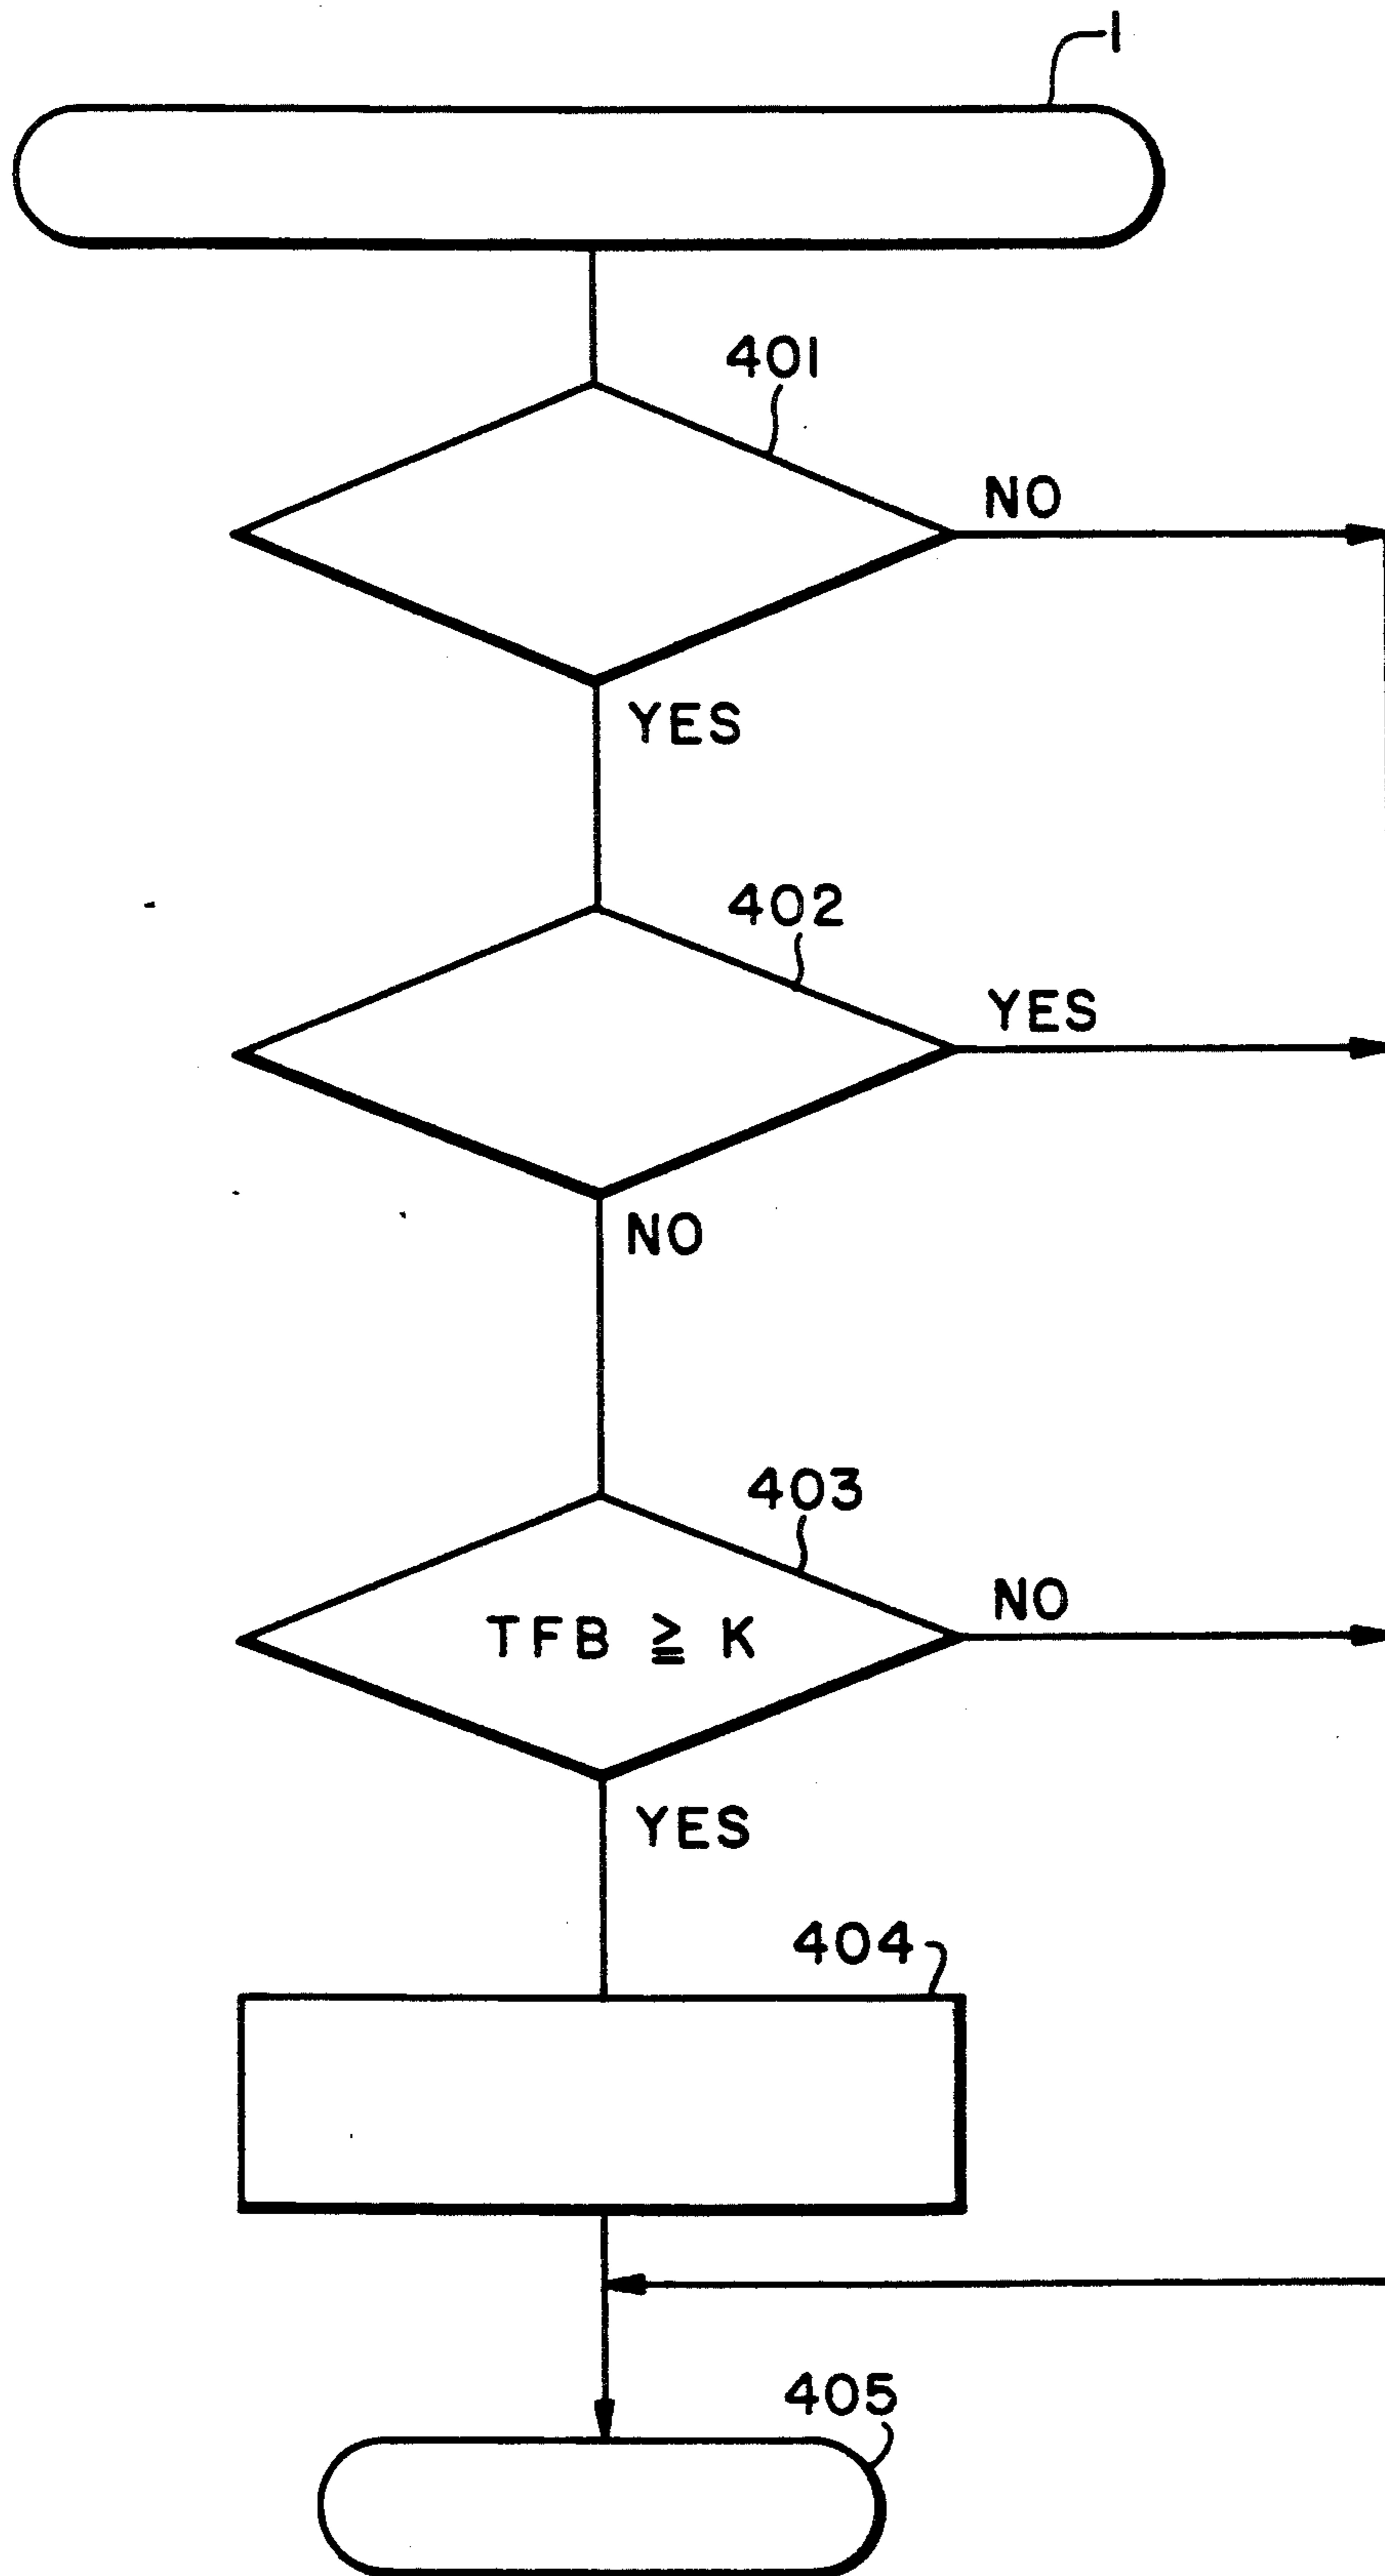 1
401
NO
YES
402
YES
NO
403
TFB ≧ K
NO
YES
404
405